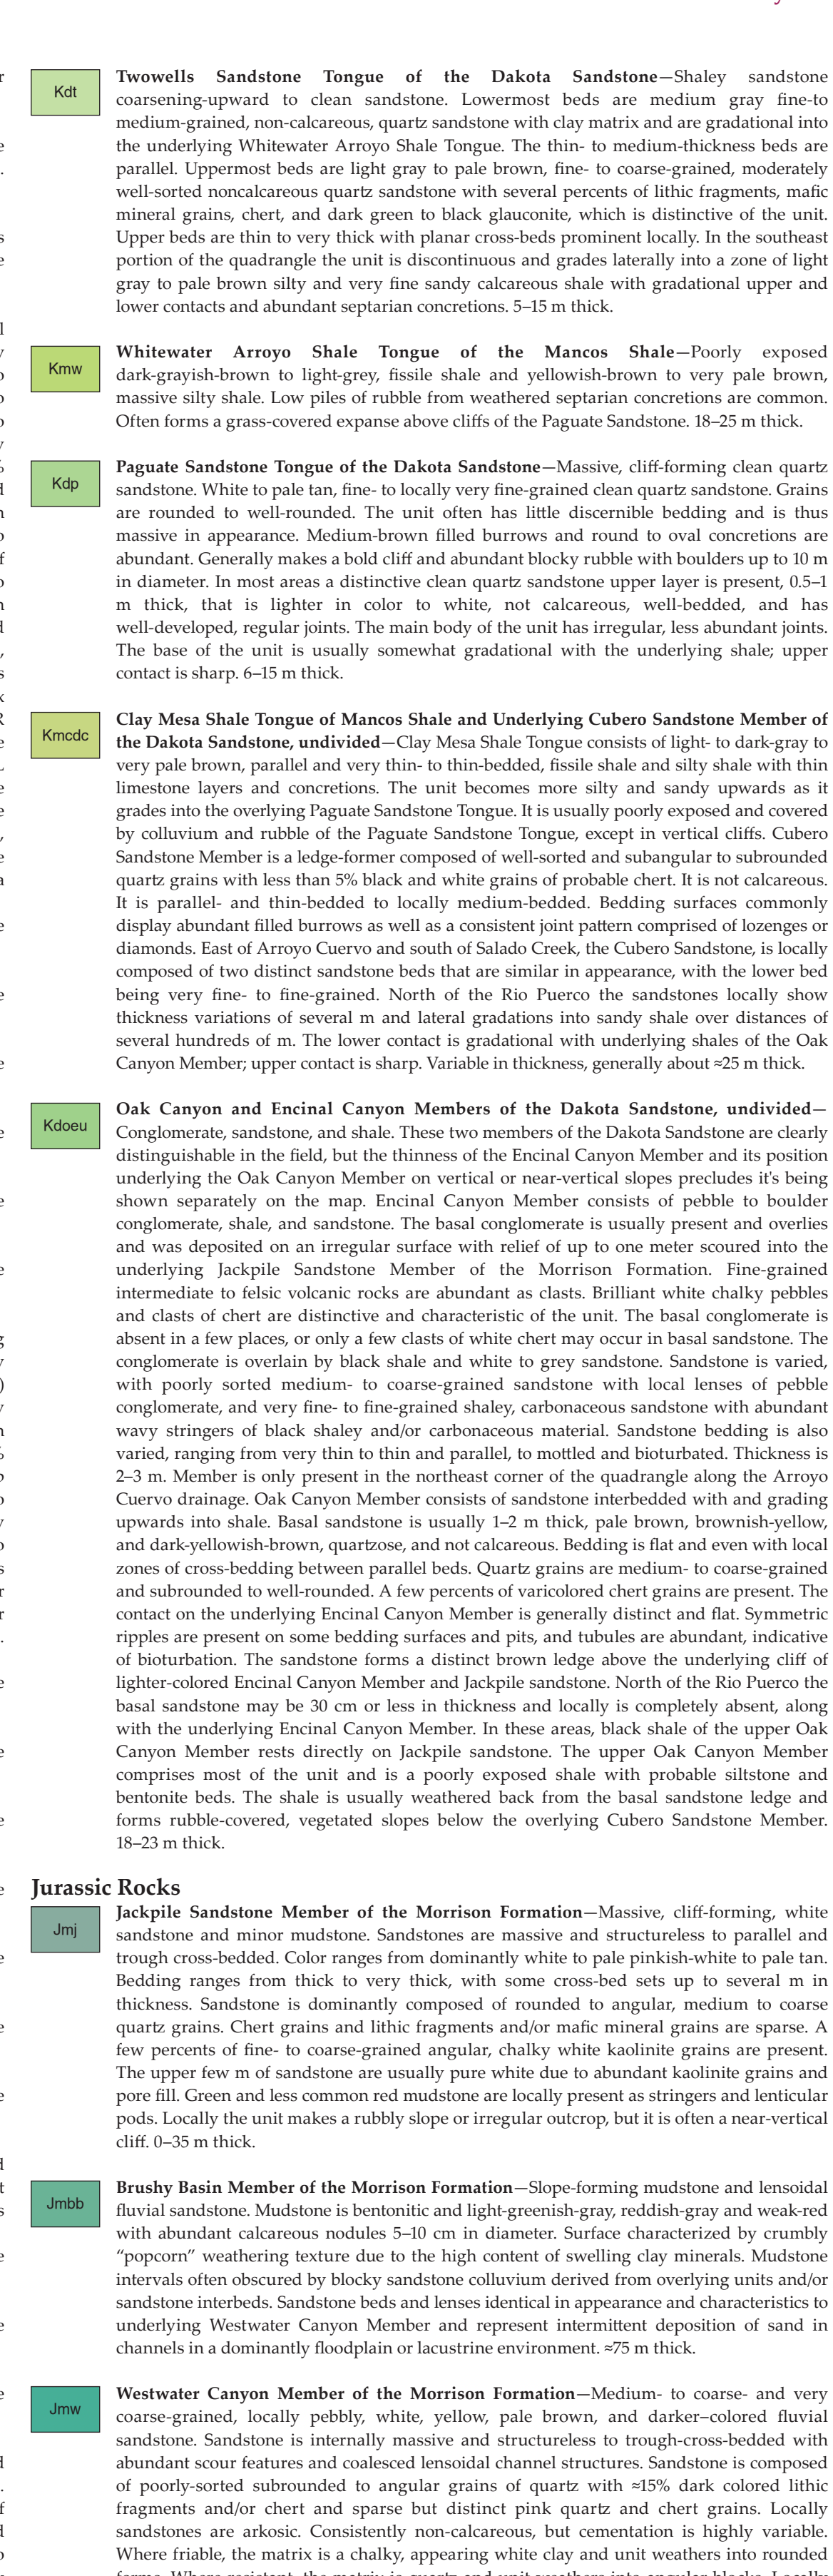 Kdt
Twowells Sandstone Tongue of the Dakota Sandstone—Shaley sandstone
coarsening-upward to clean sandstone. Lowermost beds are medium gray fine-to
medium-grained, non-calcareous, quartz sandstone with clay matrix and are gradational into
the underlying Whitewater Arroyo Shale Tongue. The thin- to medium-thickness beds are
parallel. Uppermost beds are light gray to pale brown, fine- to coarse-grained, moderately
well-sorted noncalcareous quartz sandstone with several percents of lithic fragments, mafic
mineral grains, chert, and dark green to black glauconite, which is distinctive of the unit.
Upper beds are thin to very thick with planar cross-beds prominent locally. In the southeast
portion of the quadrangle the unit is discontinuous and grades laterally into a zone of light
gray to pale brown silty and very fine sandy calcareous shale with gradational upper and
lower contacts and abundant septarian concretions. 5–15 m thick.
Kmw
Whitewater Arroyo Shale Tongue of the Mancos Shale—Poorly exposed
dark-grayish-brown to light-grey, fissile shale and yellowish-brown to very pale brown,
massive silty shale. Low piles of rubble from weathered septarian concretions are common.
Often forms a grass-covered expanse above cliffs of the Paguate Sandstone. 18–25 m thick.
Kdp
Paguate Sandstone Tongue of the Dakota Sandstone—Massive, cliff-forming clean quartz
sandstone. White to pale tan, fine- to locally very fine-grained clean quartz sandstone. Grains
are rounded to well-rounded. The unit often has little discernible bedding and is thus
massive in appearance. Medium-brown filled burrows and round to oval concretions are
abundant. Generally makes a bold cliff and abundant blocky rubble with boulders up to 10 m
in diameter. In most areas a distinctive clean quartz sandstone upper layer is present, 0.5–1
m thick, that is lighter in color to white, not calcareous, well-bedded, and has
well-developed, regular joints. The main body of the unit has irregular, less abundant joints.
The base of the unit is usually somewhat gradational with the underlying shale; upper
contact is sharp. 6–15 m thick.
Kmcdc
Clay Mesa Shale Tongue of Mancos Shale and Underlying Cubero Sandstone Member of
the Dakota Sandstone, undivided—Clay Mesa Shale Tongue consists of light- to dark-gray to
very pale brown, parallel and very thin- to thin-bedded, fissile shale and silty shale with thin
limestone layers and concretions. The unit becomes more silty and sandy upwards as it
grades into the overlying Paguate Sandstone Tongue. It is usually poorly exposed and covered
by colluvium and rubble of the Paguate Sandstone Tongue, except in vertical cliffs. Cubero
Sandstone Member is a ledge-former composed of well-sorted and subangular to subrounded
quartz grains with less than 5% black and white grains of probable chert. It is not calcareous.
It is parallel- and thin-bedded to locally medium-bedded. Bedding surfaces commonly
display abundant filled burrows as well as a consistent joint pattern comprised of lozenges or
diamonds. East of Arroyo Cuervo and south of Salado Creek, the Cubero Sandstone, is locally
composed of two distinct sandstone beds that are similar in appearance, with the lower bed
being very fine- to fine-grained. North of the Rio Puerco the sandstones locally show
thickness variations of several m and lateral gradations into sandy shale over distances of
several hundreds of m. The lower contact is gradational with underlying shales of the Oak
Canyon Member; upper contact is sharp. Variable in thickness, generally about ≈25 m thick.
Kdoeu
Oak Canyon and Encinal Canyon Members of the Dakota Sandstone, undivided—
Conglomerate, sandstone, and shale. These two members of the Dakota Sandstone are clearly
distinguishable in the field, but the thinness of the Encinal Canyon Member and its position
underlying the Oak Canyon Member on vertical or near-vertical slopes precludes it's being
shown separately on the map. Encinal Canyon Member consists of pebble to boulder
conglomerate, shale, and sandstone. The basal conglomerate is usually present and overlies
and was deposited on an irregular surface with relief of up to one meter scoured into the
underlying Jackpile Sandstone Member of the Morrison Formation. Fine-grained
intermediate to felsic volcanic rocks are abundant as clasts. Brilliant white chalky pebbles
and clasts of chert are distinctive and characteristic of the unit. The basal conglomerate is
absent in a few places, or only a few clasts of white chert may occur in basal sandstone. The
conglomerate is overlain by black shale and white to grey sandstone. Sandstone is varied,
with poorly sorted medium- to coarse-grained sandstone with local lenses of pebble
conglomerate, and very fine- to fine-grained shaley, carbonaceous sandstone with abundant
wavy stringers of black shaley and/or carbonaceous material. Sandstone bedding is also
varied, ranging from very thin to thin and parallel, to mottled and bioturbated. Thickness is
2–3 m. Member is only present in the northeast corner of the quadrangle along the Arroyo
Cuervo drainage. Oak Canyon Member consists of sandstone interbedded with and grading
upwards into shale. Basal sandstone is usually 1–2 m thick, pale brown, brownish-yellow,
and dark-yellowish-brown, quartzose, and not calcareous. Bedding is flat and even with local
zones of cross-bedding between parallel beds. Quartz grains are medium- to coarse-grained
and subrounded to well-rounded. A few percents of varicolored chert grains are present. The
contact on the underlying Encinal Canyon Member is generally distinct and flat. Symmetric
ripples are present on some bedding surfaces and pits, and tubules are abundant, indicative
of bioturbation. The sandstone forms a distinct brown ledge above the underlying cliff of
lighter-colored Encinal Canyon Member and Jackpile sandstone. North of the Rio Puerco the
basal sandstone may be 30 cm or less in thickness and locally is completely absent, along
with the underlying Encinal Canyon Member. In these areas, black shale of the upper Oak
Canyon Member rests directly on Jackpile sandstone. The upper Oak Canyon Member
comprises most of the unit and is a poorly exposed shale with probable siltstone and
bentonite beds. The shale is usually weathered back from the basal sandstone ledge and
forms rubble-covered, vegetated slopes below the overlying Cubero Sandstone Member.
18–23 m thick.
Jurassic Rocks
Jmj
Jackpile Sandstone Member of the Morrison Formation—Massive, cliff-forming, white
sandstone and minor mudstone. Sandstones are massive and structureless to parallel and
trough cross-bedded. Color ranges from dominantly white to pale pinkish-white to pale tan.
Bedding ranges from thick to very thick, with some cross-bed sets up to several m in
thickness. Sandstone is dominantly composed of rounded to angular, medium to coarse
quartz grains. Chert grains and lithic fragments and/or mafic mineral grains are sparse. A
few percents of fine- to coarse-grained angular, chalky white kaolinite grains are present.
The upper few m of sandstone are usually pure white due to abundant kaolinite grains and
pore fill. Green and less common red mudstone are locally present as stringers and lenticular
pods. Locally the unit makes a rubbly slope or irregular outcrop, but it is often a near-vertical
cliff. 0–35 m thick.
Jmbb
Brushy Basin Member of the Morrison Formation—Slope-forming mudstone and lensoidal
fluvial sandstone. Mudstone is bentonitic and light-greenish-gray, reddish-gray and weak-red
with abundant calcareous nodules 5–10 cm in diameter. Surface characterized by crumbly
“popcorn” weathering texture due to the high content of swelling clay minerals. Mudstone
intervals often obscured by blocky sandstone colluvium derived from overlying units and/or
sandstone interbeds. Sandstone beds and lenses identical in appearance and characteristics to
underlying Westwater Canyon Member and represent intermittent deposition of sand in
channels in a dominantly floodplain or lacustrine environment. ≈75 m thick.
Jmw
Westwater Canyon Member of the Morrison Formation—Medium- to coarse- and very
coarse-grained, locally pebbly, white, yellow, pale brown, and darker–colored fluvial
sandstone. Sandstone is internally massive and structureless to trough-cross-bedded with
abundant scour features and coalesced lensoidal channel structures. Sandstone is composed
of poorly-sorted subrounded to angular grains of quartz with ≈15% dark colored lithic
fragments and/or chert and sparse but distinct pink quartz and chert grains. Locally
sandstones are arkosic. Consistently non-calcareous, but cementation is highly variable.
Where friable, the matrix is a chalky, appearing white clay and unit weathers into rounded